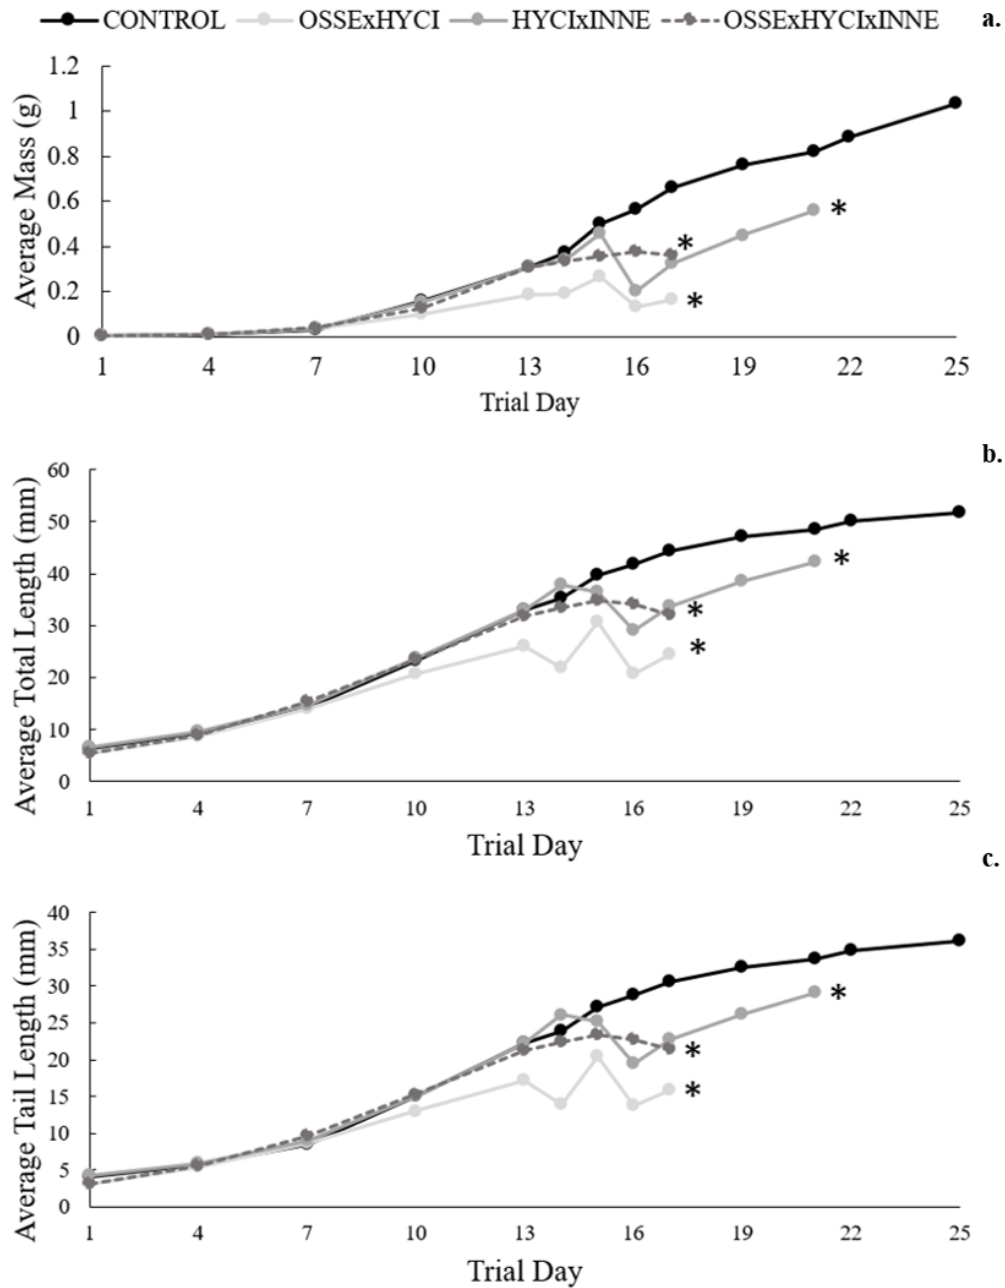 CONTROL OSSExHYCI HYCIxINNE OSSExHYCIxINNE a.
Average Mass (g)
1.2
1
0.8
0.6
0.4
0.2
0
* * *
1 4 7 10 13 16 19 22 25
Trial Day
b.
Average Total Length (mm)
60
50
40
30
20
10
0
* * *
1 4 7 10 13 16 19 22 25
Trial Day
c.
Average Tail Length (mm)
40
35
30
25
20
15
10
5
0
* * *
1 4 7 10 13 16 19 22 25
Trial Day